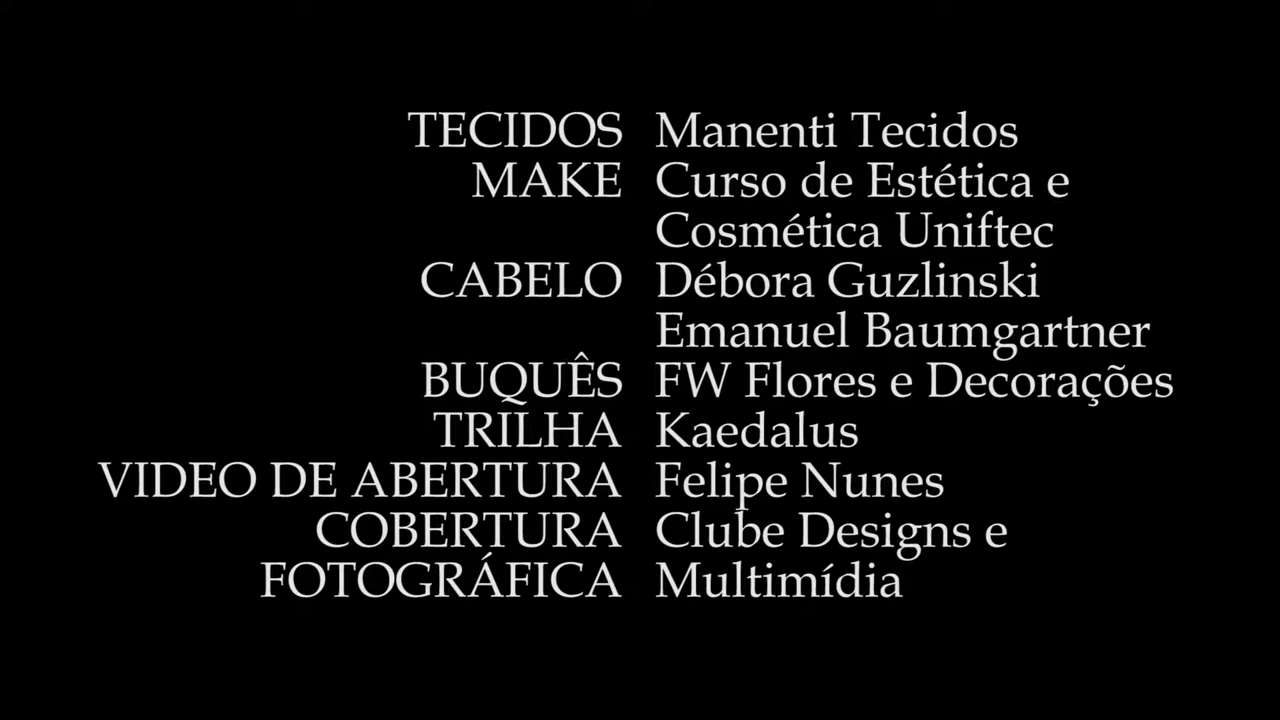 TECIDOS Manenti Tecidos
MAKE Curso de Estética e
Cosmética Uniftec
CABELO Débora Guzlinski
Emanuel Baumgartner
BUQUÊS FW Flores e Decorações
TRILHA Kaedalus
VIDEO DE ABERTURA Felipe Nunes
COBERTURA Clube Designs e
FOTOGRÁFICA Multimídia